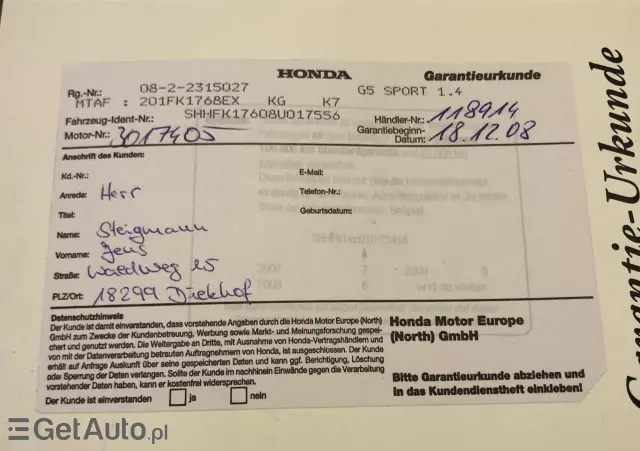 HONDA Garantieurkunde
Rg.-Nr.: 08-2-2315027 G5 SPORT 1.4
MTAF : 201FK1768EX KG K7
Fahrzeug-Ident-Nr.: SHHFK17608U017556 Händler-Nr.: 118914
Motor-Nr.: 3017405 Garantiebeginn-Datum: 18.12.08
Anschrift des Kunden:
Kd.-Nr.: E-Mail:
Anrede: Herr Telefon-Nr.:
Titel: Geburtsdatum:
Name: Steigmann
Vorname: Jens
Straße: Waldweg 25
PLZ/Ort: 18299 Diekhof
Datenschutzhinweis
Der Kunde ist damit einverstanden, dass vorstehende Angaben durch die Honda Motor Europe (North)
GmbH zum Zwecke der Kundenbetreuung, Werbung sowie Markt- und Meinungsforschung gespei-
chert und genutzt werden. Die Weitergabe an Dritte, mit Ausnahme von Honda-Vertragshändlern und
von mit der Datenverarbeitung betrauten Auftragnehmern von Honda, ist ausgeschlossen. Der Kunde
erhält auf Anfrage Auskunft über seine gespeicherten Daten und kann ggf. Berichtigung, Löschung
und Sperrung der Daten verlangen. Sollte der Kunde im nachhinein Einwände gegen die Verarbeitung
vorstehender Daten haben, kann er kostenfrei widersprechen.
Der Kunde ist einverstanden ja nein
Honda Motor Europe
(North) GmbH
Bitte Garantieurkunde abziehen und
in das Kundendienstheft einkleben!
Garantie-Urkunde
GetAuto.pl